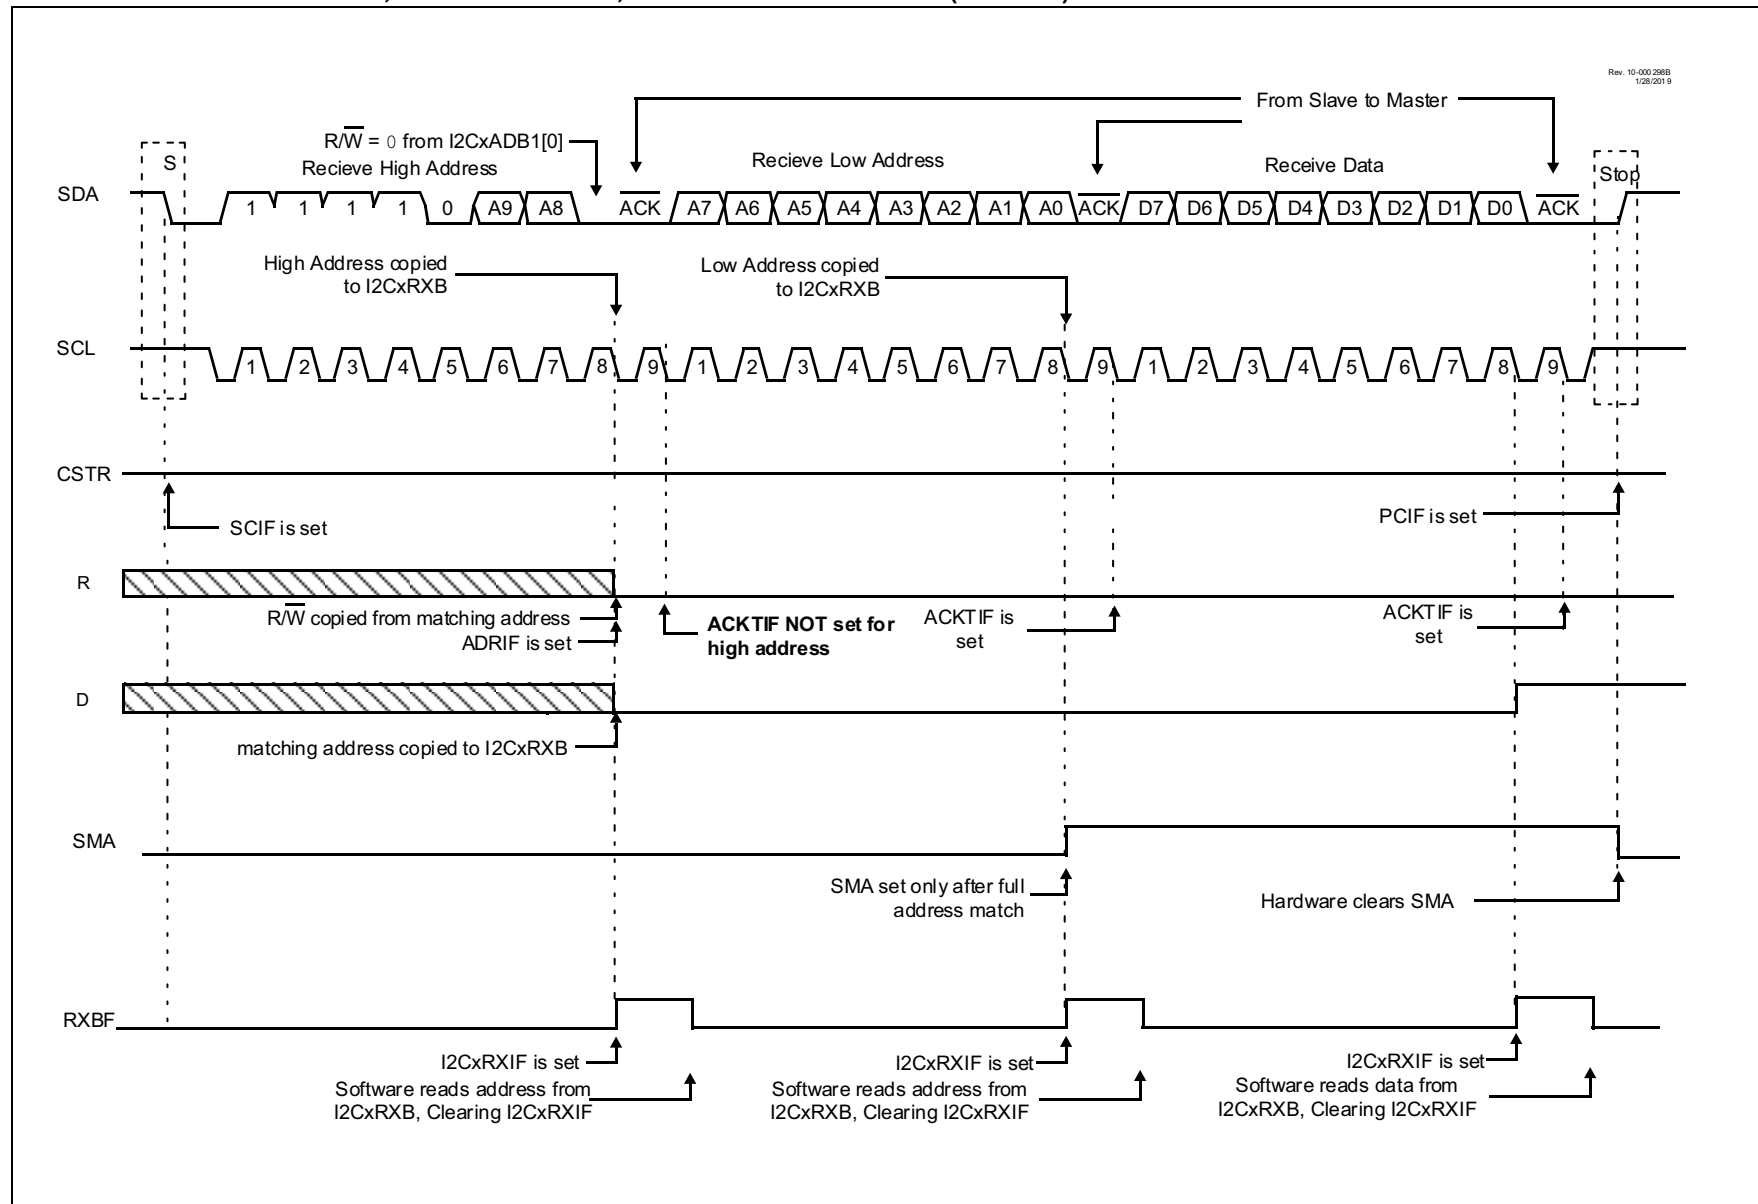 Rev. 10-000 298B
1/28/2019
From Slave to Master
R/W = 0 from I2CxADB1[0]
S
Recieve High Address
Recieve Low Address
Receive Data
Stop
SDA
1 1 1 1 0 A9 A8 ACK A7 A6 A5 A4 A3 A2 A1 A0 ACK D7 D6 D5 D4 D3 D2 D1 D0 ACK
High Address copied
to I2CxRXB
Low Address copied
to I2CxRXB
SCL
1 2 3 4 5 6 7 8 9 1 2 3 4 5 6 7 8 9 1 2 3 4 5 6 7 8 9
CSTR
SCIF is set
PCIF is set
R
R/W copied from matching address
ADRIF is set
ACKTIF NOT set for
high address
ACKTIF is
set
ACKTIF is
set
D
matching address copied to I2CxRXB
SMA
SMA set only after full
address match
Hardware clears SMA
RXBF
I2CxRXIF is set
Software reads address from
I2CxRXB, Clearing I2CxRXIF
I2CxRXIF is set
Software reads address from
I2CxRXB, Clearing I2CxRXIF
I2CxRXIF is set
Software reads data from
I2CxRXB, Clearing I2CxRXIF